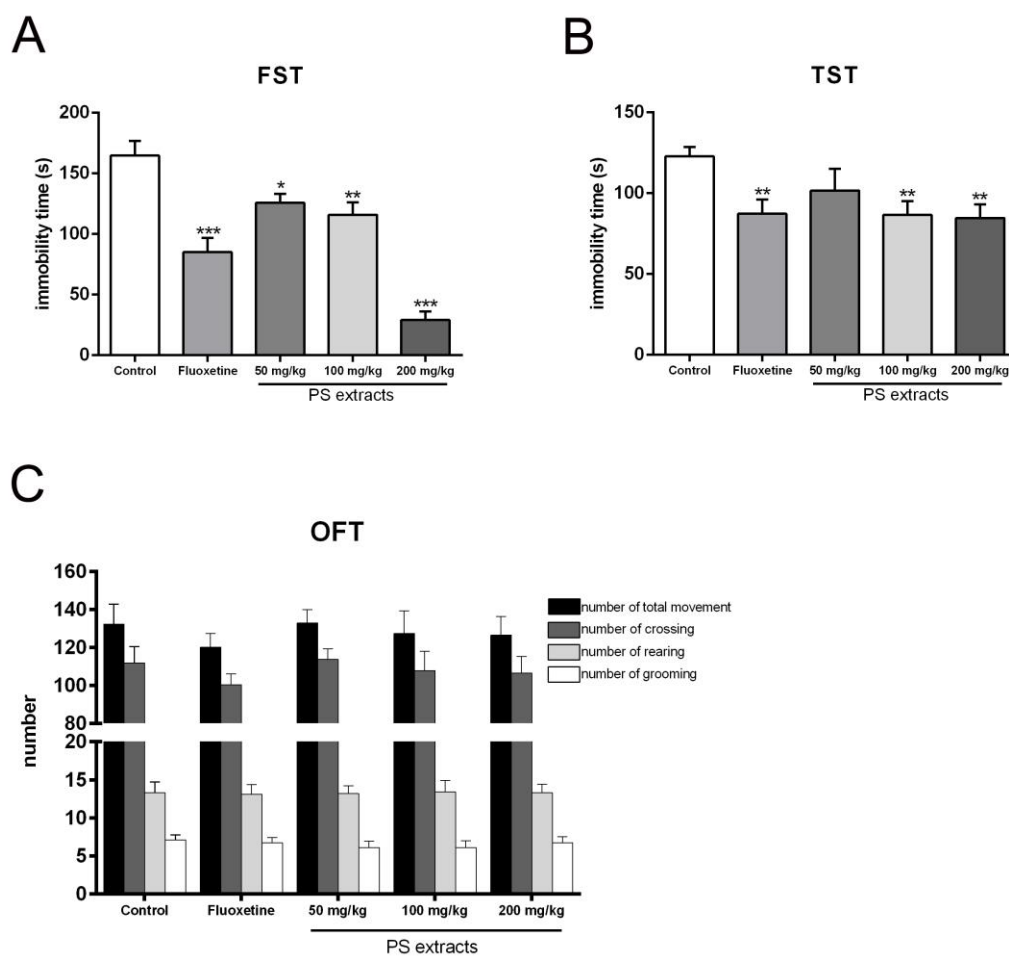 A
FST
immobility time (s)
200
150
100
50
0
***
*
**
***
Control Fluoxetine 50 mg/kg 100 mg/kg 200 mg/kg
PS extracts
B
TST
immobility time (s)
150
100
50
0
**
**
**
Control Fluoxetine 50 mg/kg 100 mg/kg 200 mg/kg
PS extracts
C
OFT
number
160
140
120
100
80
20
15
10
5
0
number of total movement
number of crossing
number of rearing
number of grooming
Control Fluoxetine 50 mg/kg 100 mg/kg 200 mg/kg
PS extracts